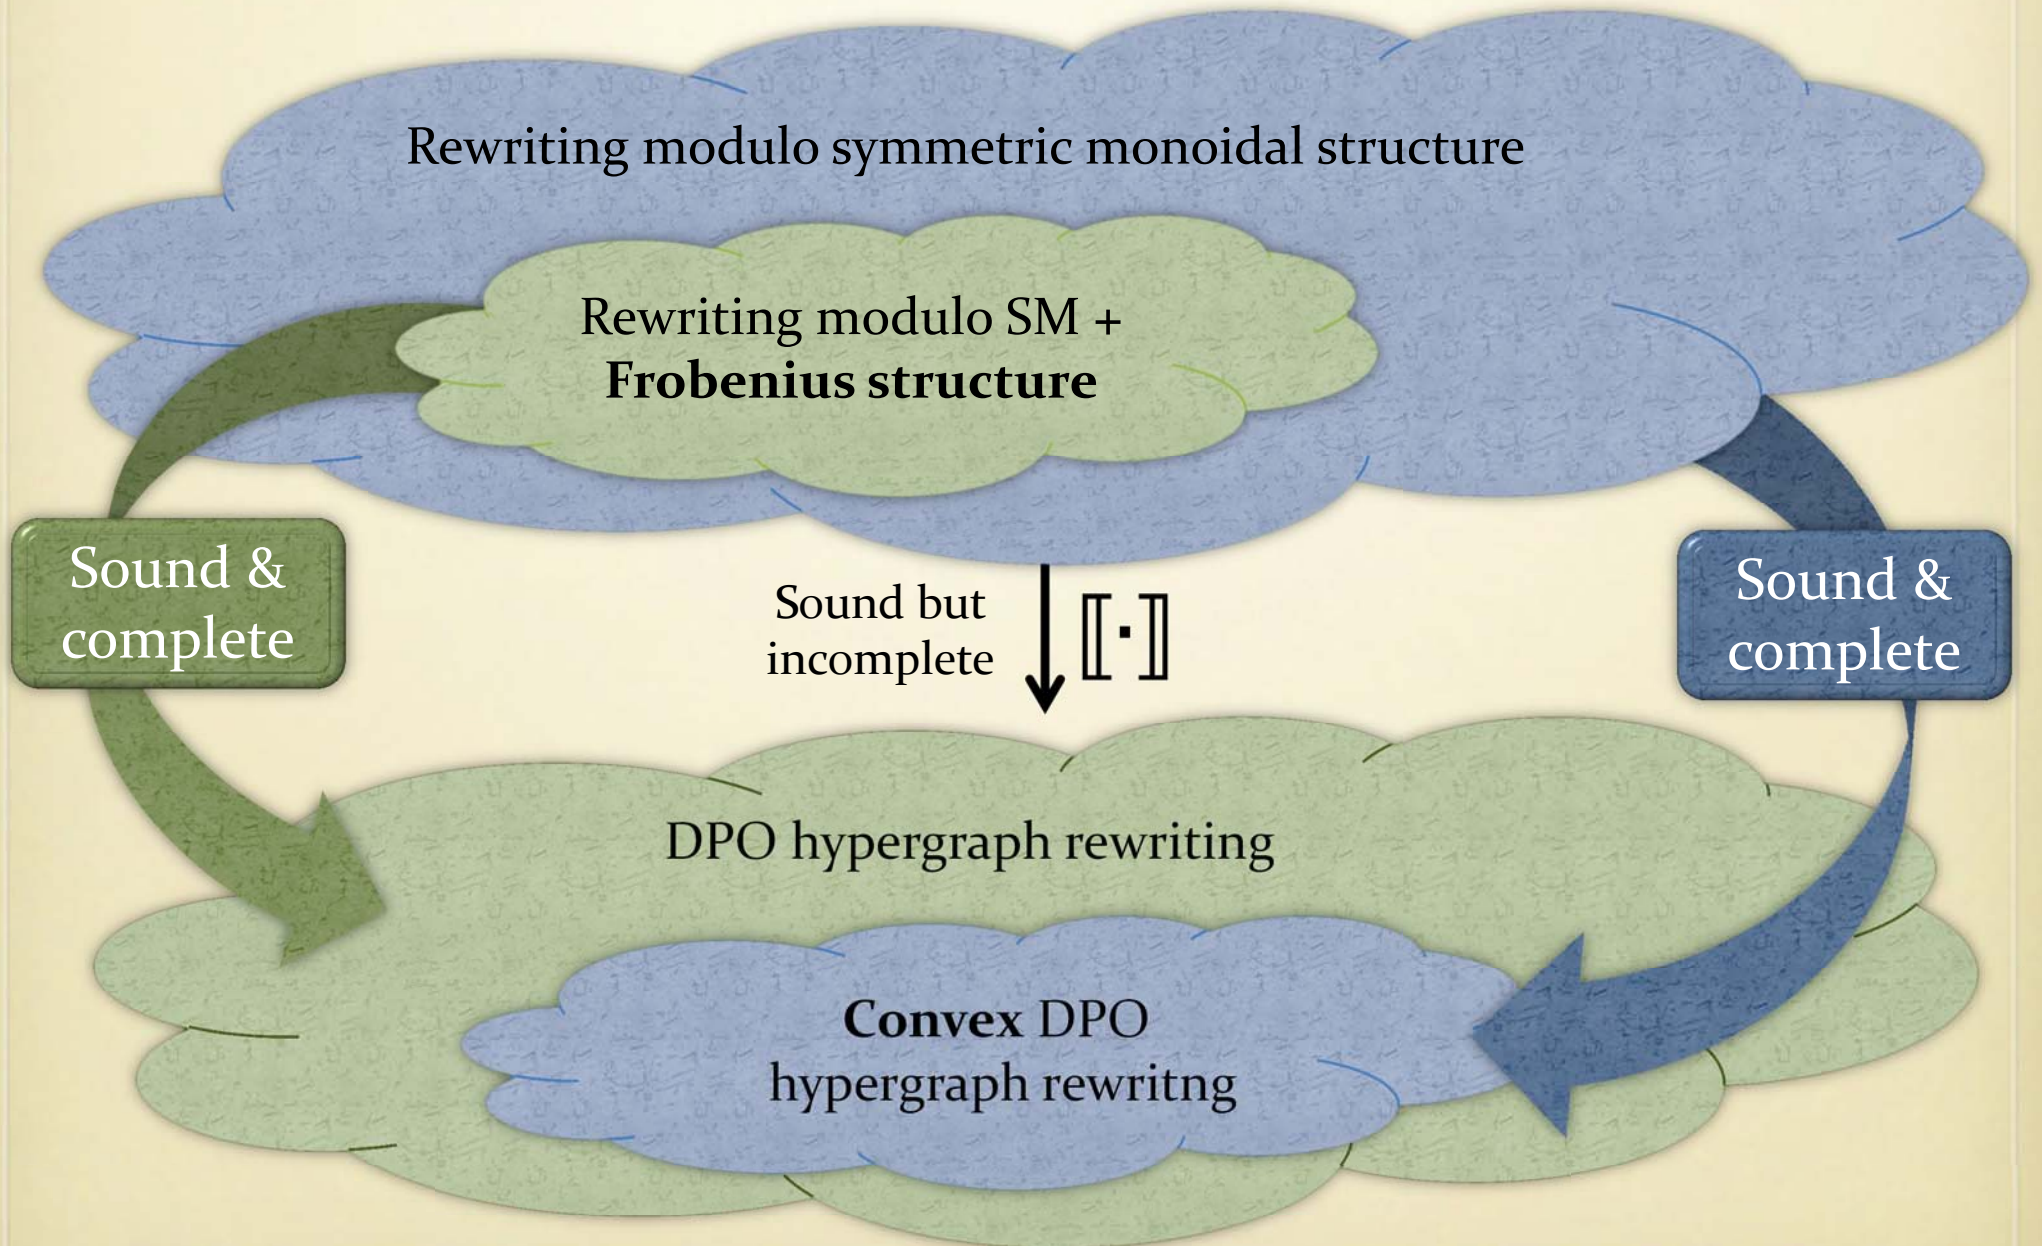 Rewriting modulo symmetric monoidal structure
Rewriting modulo SM +
Frobenius structure
Sound &
complete
Sound but
incomplete
⟦·⟧
Sound &
complete
DPO hypergraph rewriting
Convex DPO
hypergraph rewritng